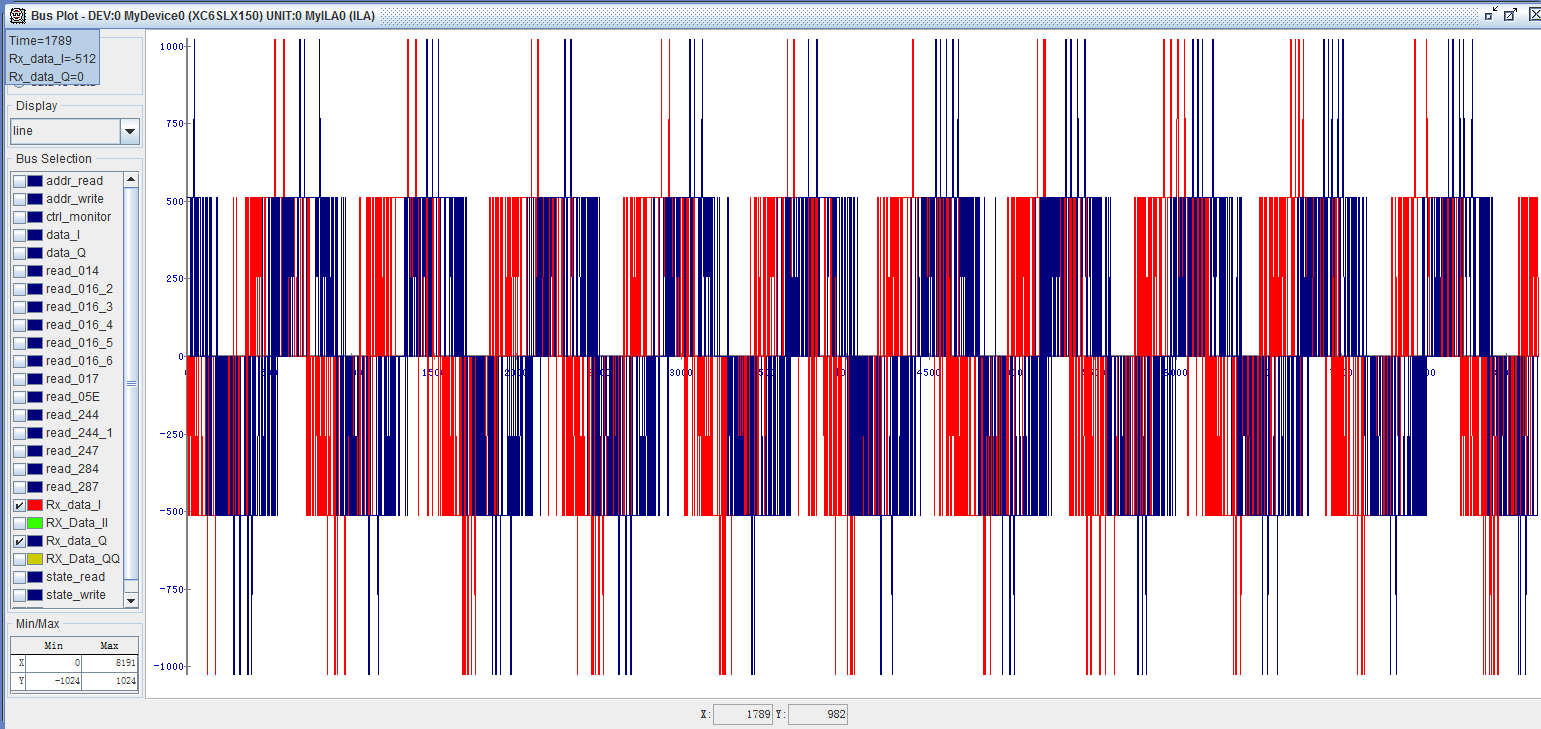 Bus Plot - DEV:0 MyDevice0 (XC6SLX150) UNIT:0 MyILA0 (ILA)
Time=1789
Rx_data_I=-512
Rx_data_Q=0
Display
line
Bus Selection
addr_read
addr_write
ctrl_monitor
data_I
data_Q
read_014
read_016_2
read_016_3
read_016_4
read_016_5
read_016_6
read_017
read_05E
read_244
read_244_1
read_247
read_284
read_287
Rx_data_I
RX_Data_II
Rx_data_Q
RX_Data_QQ
state_read
state_write
Min/Max
Min Max
X 0 8191
Y -1024 1024
1000
750
500
250
0
-250
-500
-750
-1000
3000
4500
X: 1789 Y: 982